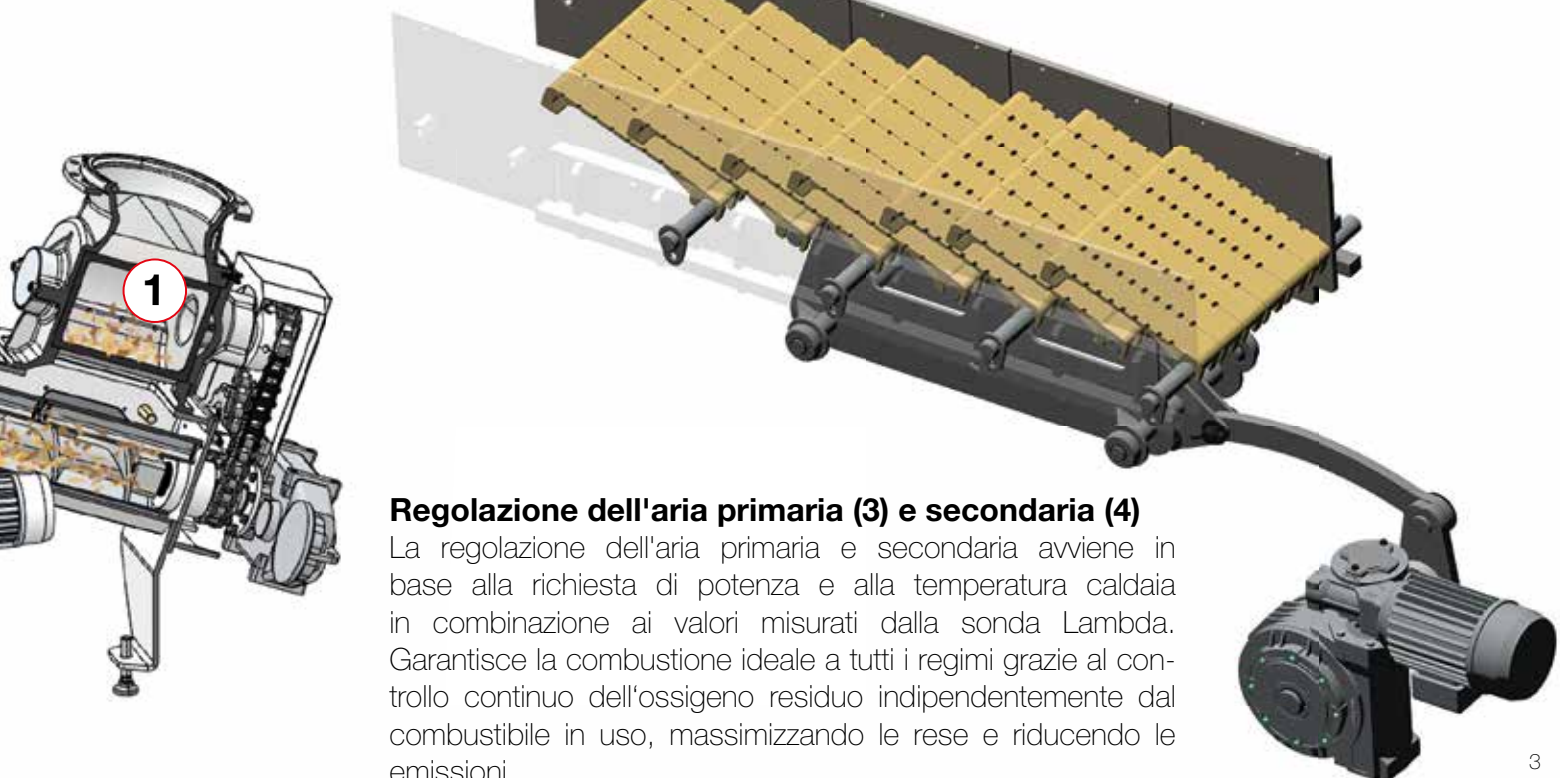 1
Regolazione dell'aria primaria (3) e secondaria (4)
La regolazione dell'aria primaria e secondaria avviene in
base alla richiesta di potenza e alla temperatura caldaia
in combinazione ai valori misurati dalla sonda Lambda.
Garantisce la combustione ideale a tutti i regimi grazie al con-
trollo continuo dell‘ossigeno residuo indipendentemente dal
combustibile in uso, massimizzando le rese e riducendo le
emissioni
3